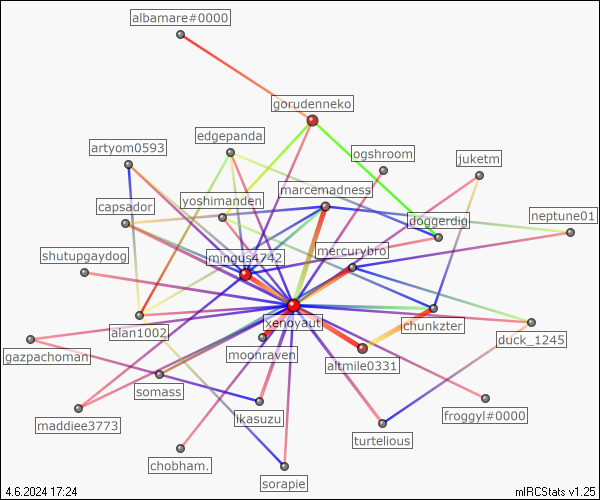 albamare#0000
gorudenneko
edgepanda
artyom0593
ogshroom
juketm
marcemadness
yoshimanden
capsador
doggerdig
neptune01
mercurybro
shutupgaydog
mingus4742
xenoyaut
chunkzter
alan1002
duck_1245
moonraven
gazpachoman
altmile0331
somass
ikasuzu
froggyl#0000
maddiee3773
turtelious
chobham.
sorapie
4.6.2024 17:24
mIRCStats v1.25